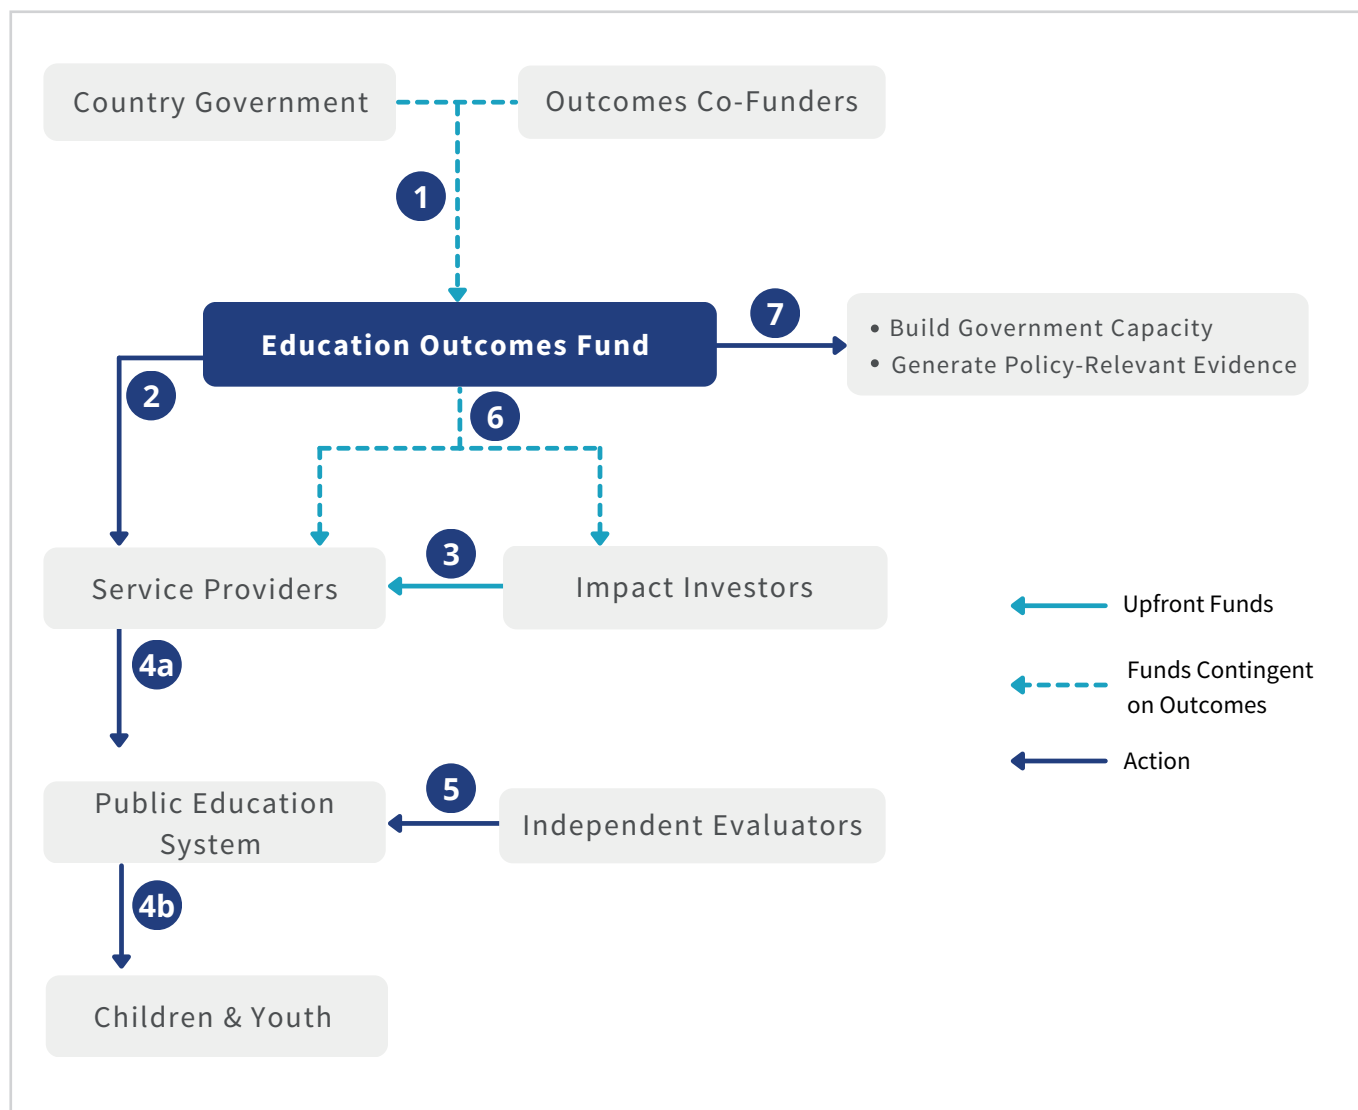 Country Government
Outcomes Co-Funders
1
Education Outcomes Fund
7
• Build Government Capacity
• Generate Policy-Relevant Evidence
2
6
3
Service Providers
Impact Investors
Upfront Funds
4a
Funds Contingent
on Outcomes
Action
5
Public Education
System
Independent Evaluators
4b
Children & Youth